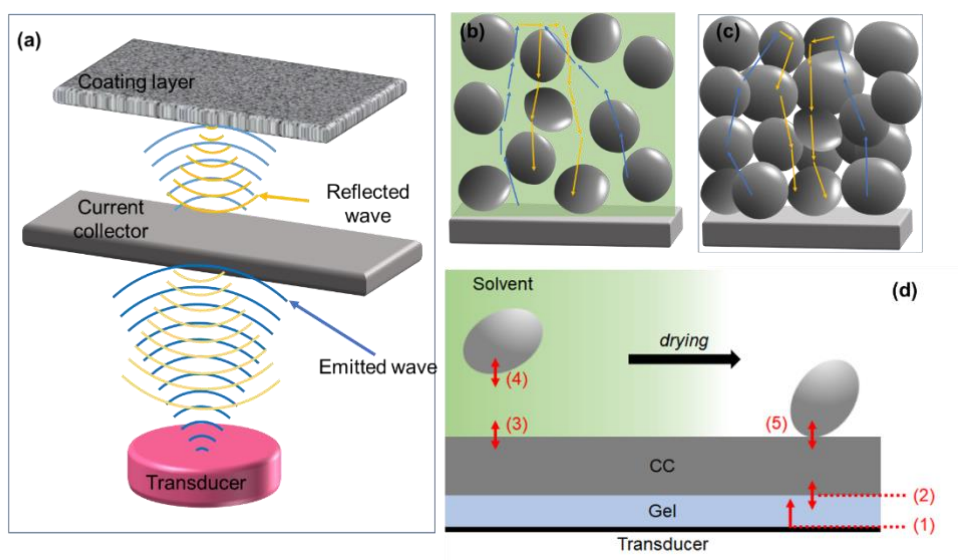 (a)
Coating layer
Reflected
wave
Current
collector
Emitted wave
Transducer
(b)
(c)
(d)
Solvent
drying
(4)
(3)
(5)
CC
(2)
Gel
(1)
Transducer